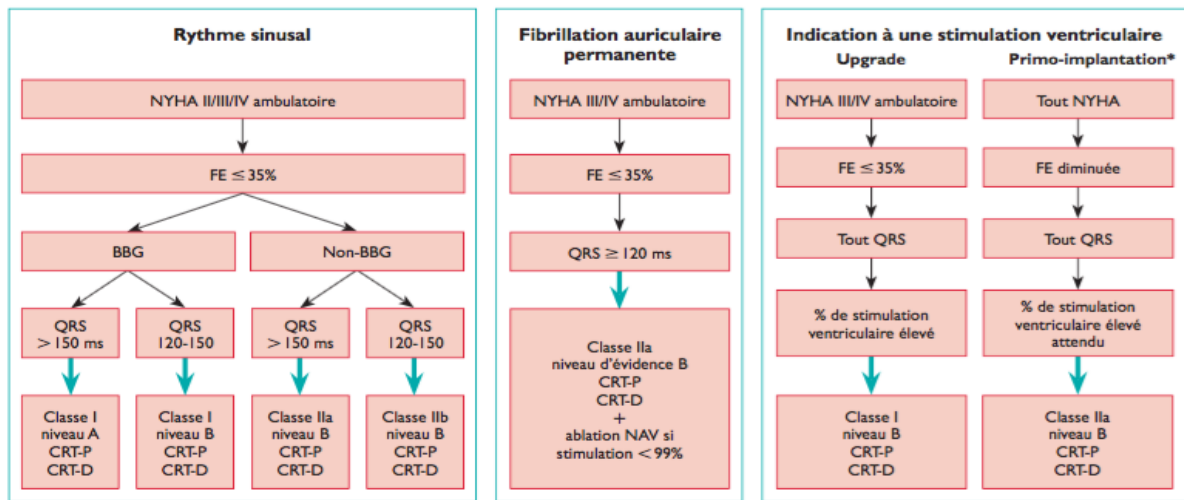 Rythme sinusal
NYHA II/III/IV ambulatoire
FE ≤ 35%
BBG
Non-BBG
QRS
> 150 ms
QRS
120-150
QRS
> 150 ms
QRS
120-150
Classe I
niveau A
CRT-P
CRT-D
Classe I
niveau B
CRT-P
CRT-D
Classe IIa
niveau B
CRT-P
CRT-D
Classe IIb
niveau B
CRT-P
CRT-D
Fibrillation auriculaire
permanente
NYHA III/IV ambulatoire
FE ≤ 35%
QRS ≥ 120 ms
Classe IIa
niveau d'évidence B
CRT-P
CRT-D
+
ablation NAV si
stimulation < 99%
Indication à une stimulation ventriculaire
Upgrade
NYHA III/IV ambulatoire
FE ≤ 35%
Tout QRS
% de stimulation
ventriculaire élevé
Classe I
niveau B
CRT-P
CRT-D
Primo-implantation*
Tout NYHA
FE diminuée
Tout QRS
% de stimulation
ventriculaire élevé
attendu
Classe IIa
niveau B
CRT-P
CRT-D